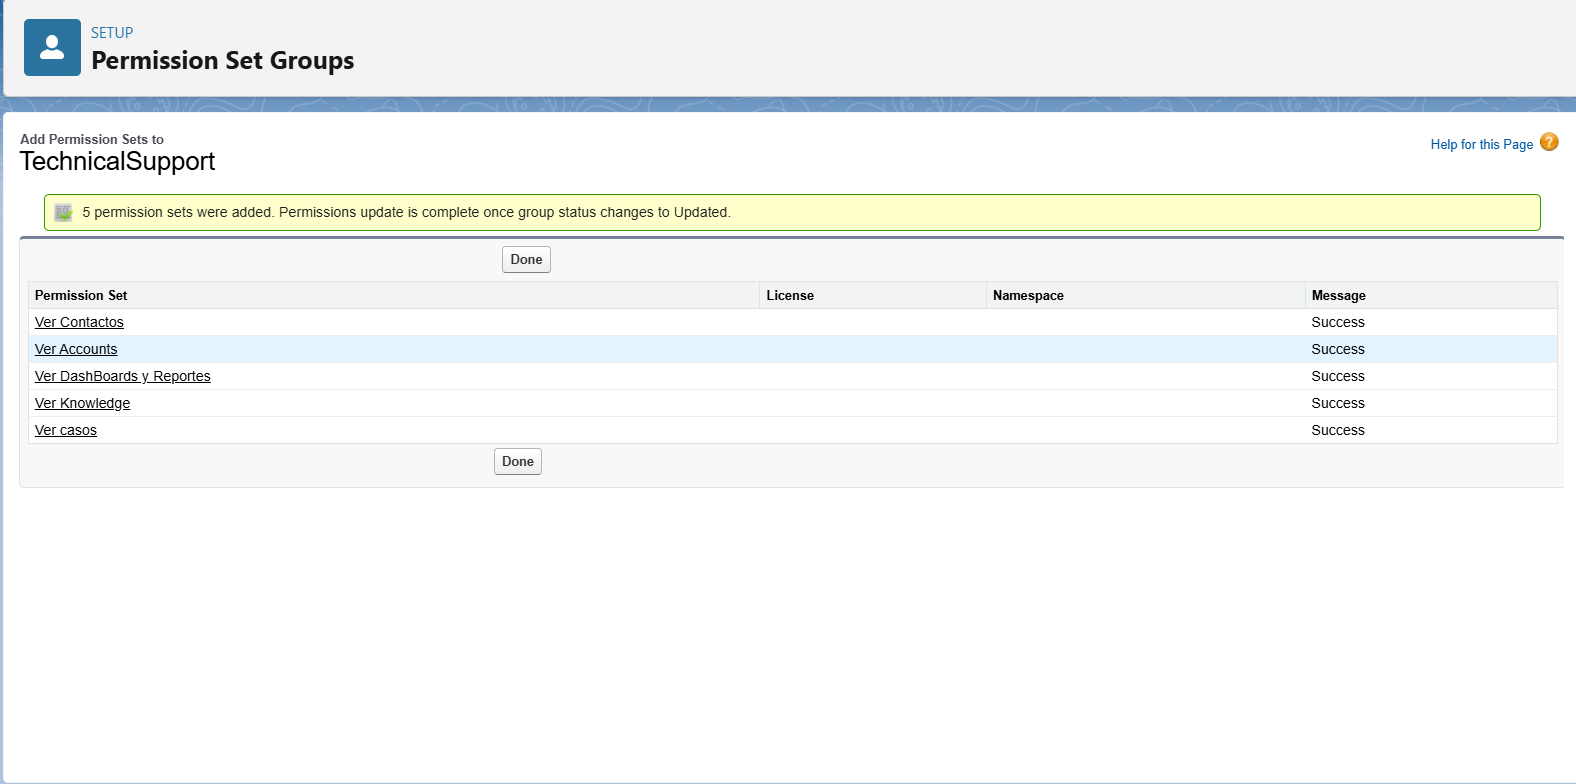 SETUP
Permission Set Groups
Add Permission Sets to
TechnicalSupport
Help for this Page ?
5 permission sets were added. Permissions update is complete once group status changes to Updated.
Done
Permission Set License Namespace Message
Ver Contactos Success
Ver Accounts Success
Ver DashBoards y Reportes Success
Ver Knowledge Success
Ver casos Success
Done